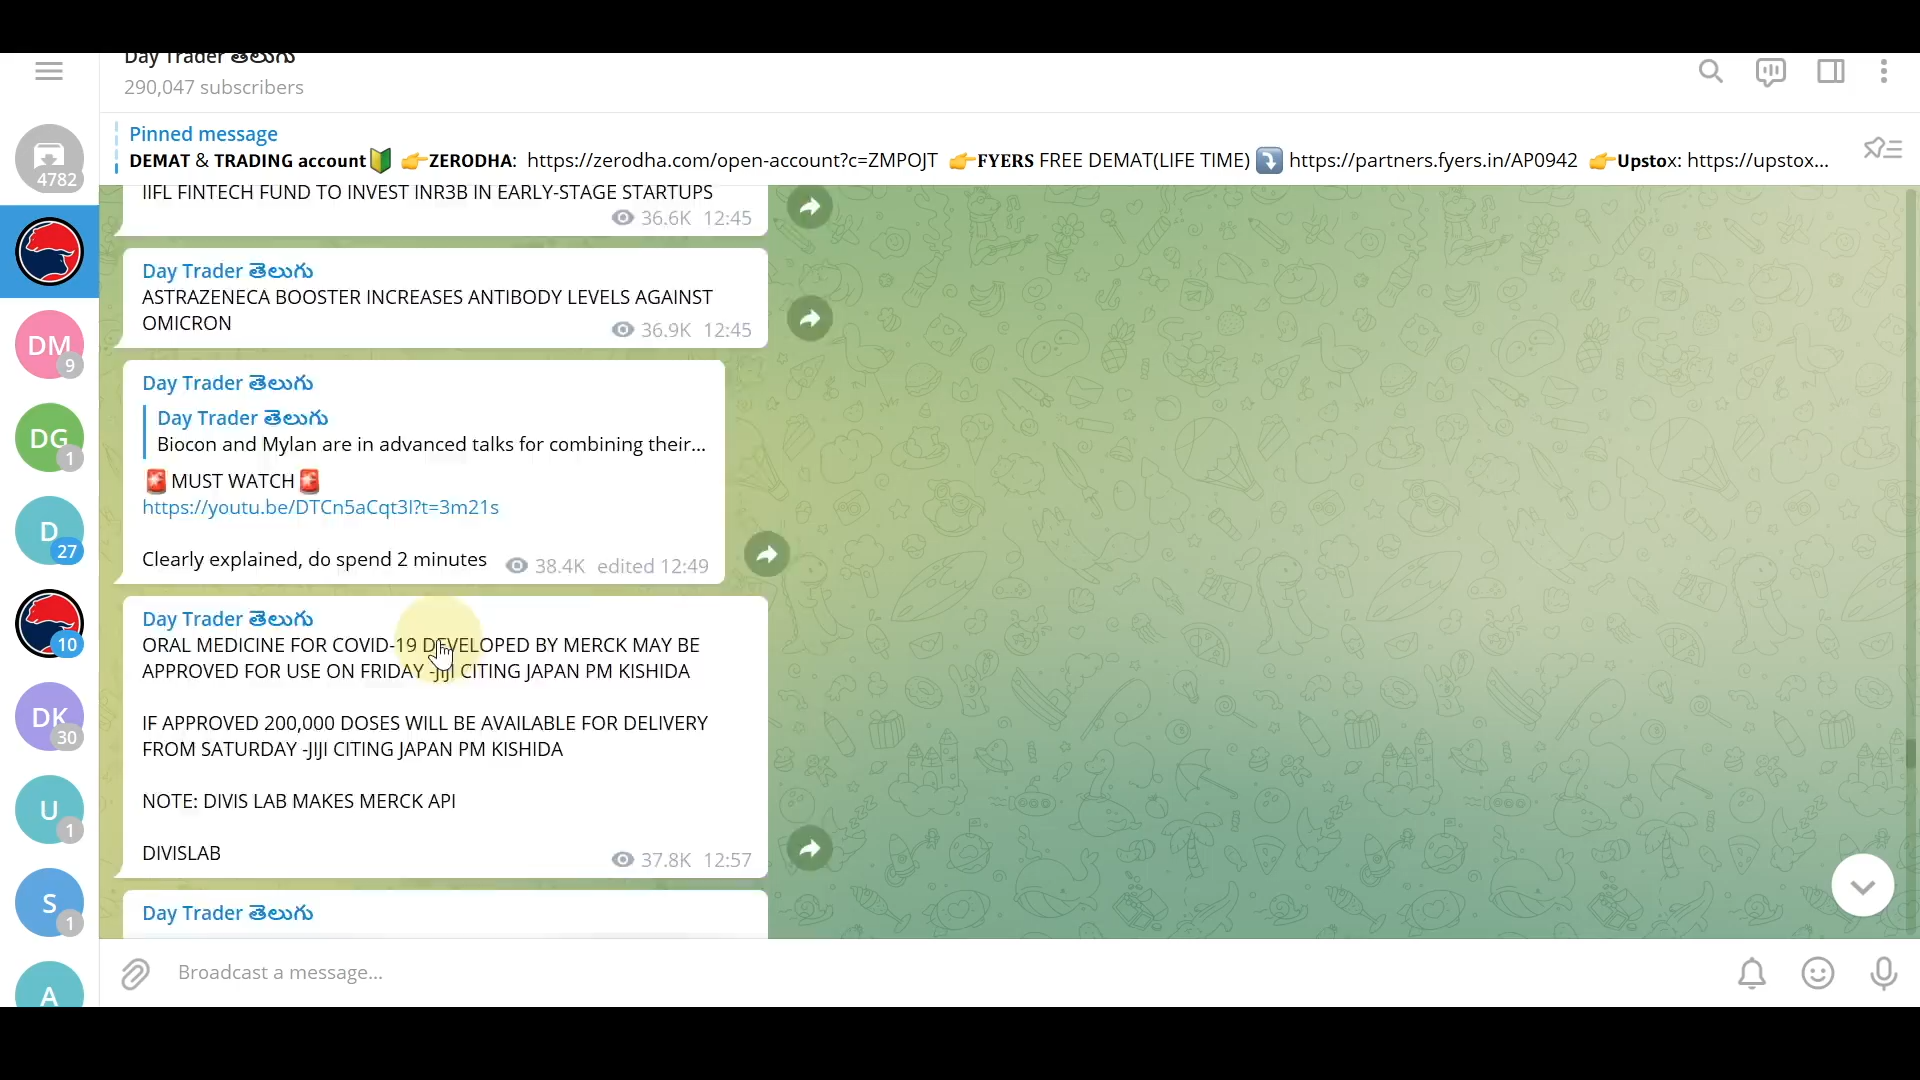 Day Trader తెలుగు
290,047 subscribers
Pinned message
DEMAT & TRADING account🔰 👉ZERODHA: https://zerodha.com/open-account?c=ZMPOJT 👉FYERS FREE DEMAT(LIFE TIME) ⤵️ https://partners.fyers.in/AP0942 👉Upstox: https://upstox...
4782
IIFL FINTECH FUND TO INVEST INR3B IN EARLY-STAGE STARTUPS
36.6K 12:45
Day Trader తెలుగు
ASTRAZENECA BOOSTER INCREASES ANTIBODY LEVELS AGAINST
OMICRON
36.9K 12:45
DM
9
Day Trader తెలుగు
Day Trader తెలుగు
Biocon and Mylan are in advanced talks for combining their...
DG
1
🚨MUST WATCH🚨
https://youtu.be/DTCn5aCqt3I?t=3m21s
D
27
Clearly explained, do spend 2 minutes
38.4K edited 12:49
Day Trader తెలుగు
ORAL MEDICINE FOR COVID-19 DEVELOPED BY MERCK MAY BE
APPROVED FOR USE ON FRIDAY -JIJI CITING JAPAN PM KISHIDA
10
IF APPROVED 200,000 DOSES WILL BE AVAILABLE FOR DELIVERY
FROM SATURDAY -JIJI CITING JAPAN PM KISHIDA
DK
30
NOTE: DIVIS LAB MAKES MERCK API
U
1
DIVISLAB
37.8K 12:57
Day Trader తెలుగు
S
1
A
Broadcast a message...